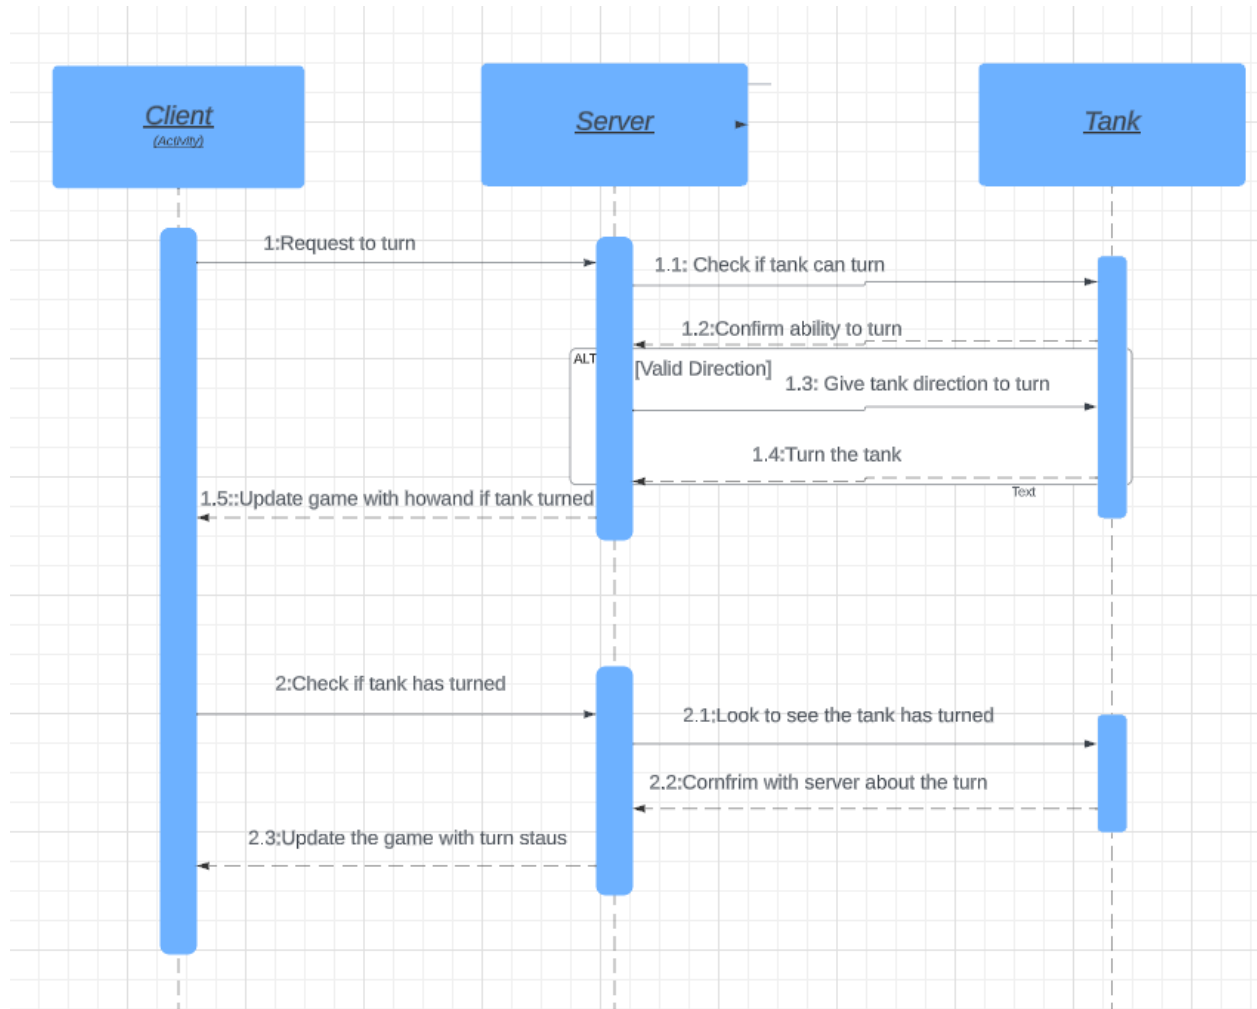 Client
(Activity)
Server
Tank
1:Request to turn
1.1: Check if tank can turn
1.2:Confirm ability to turn
ALT
[Valid Direction]
1.3: Give tank direction to turn
1.4:Turn the tank
Text
1.5::Update game with howand if tank turned
2:Check if tank has turned
2.1:Look to see the tank has turned
2.2:Cornfrim with server about the turn
2.3:Update the game with turn staus